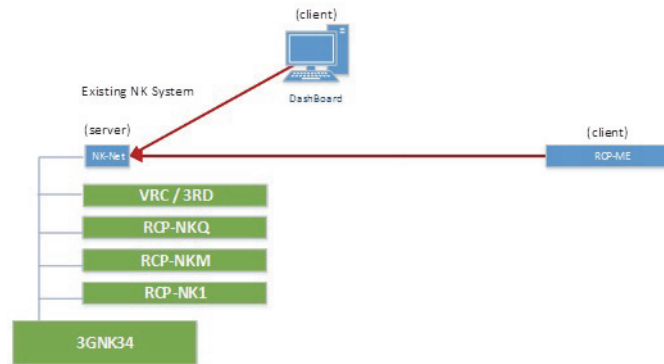 (client)
DashBoard
Existing NK System
(server)
NK-Net
(client)
RCP-ME
VRC / 3RD
RCP-NKQ
RCP-NKM
RCP-NK1
3GNK34